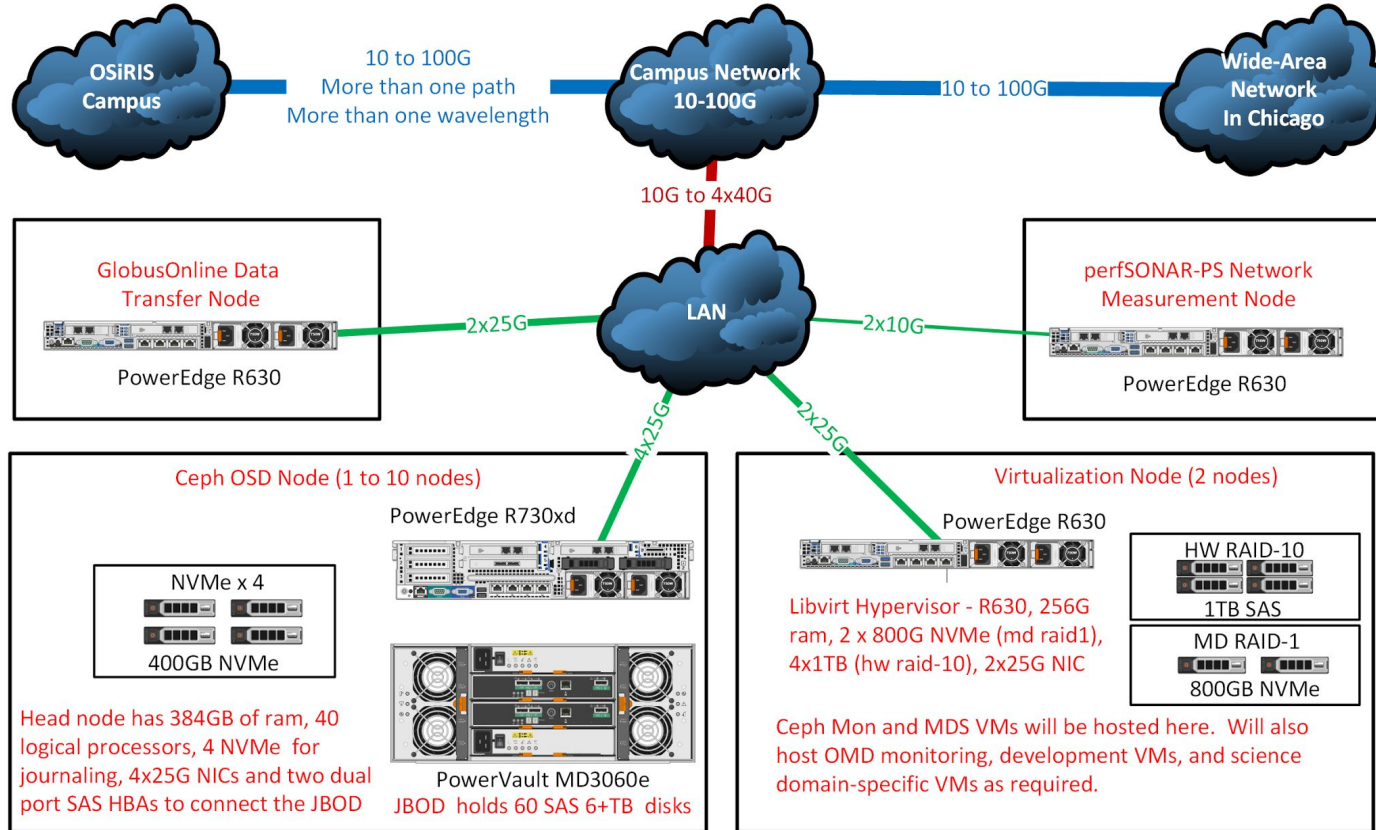 OSiRIS
Campus
10 to 100G
More than one path
More than one wavelength
Campus Network
10-100G
10 to 100G
Wide-Area
Network
In Chicago
10G to 4x40G
GlobusOnline Data
Transfer Node
PowerEdge R630
2x25G
LAN
2x10G
perfSONAR-PS Network
Measurement Node
PowerEdge R630
4x25G
2x25G
Ceph OSD Node (1 to 10 nodes)
PowerEdge R730xd
NVMe x 4
400GB NVMe
Head node has 384GB of ram, 40
logical processors, 4 NVMe for
journaling, 4x25G NICs and two dual
port SAS HBAs to connect the JBOD
PowerVault MD3060e
JBOD holds 60 SAS 6+TB disks
Virtualization Node (2 nodes)
PowerEdge R630
HW RAID-10
1TB SAS
MD RAID-1
800GB NVMe
Libvirt Hypervisor - R630, 256G
ram, 2 x 800G NVMe (md raid1),
4x1TB (hw raid-10), 2x25G NIC
Ceph Mon and MDS VMs will be hosted here. Will also
host OMD monitoring, development VMs, and science
domain-specific VMs as required.